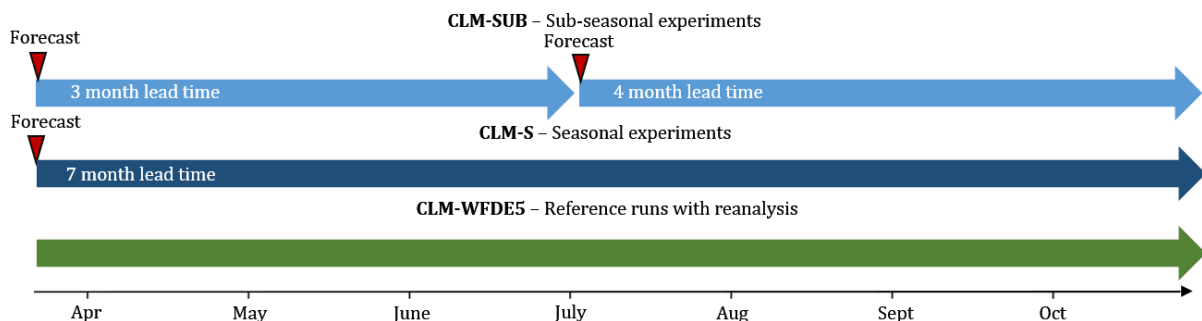 CLM-SUB – Sub-seasonal experiments
Forecast
Forecast
3 month lead time
4 month lead time
Forecast
CLM-S – Seasonal experiments
7 month lead time
CLM-WFDE5 – Reference runs with reanalysis
Apr May June July Aug Sept Oct